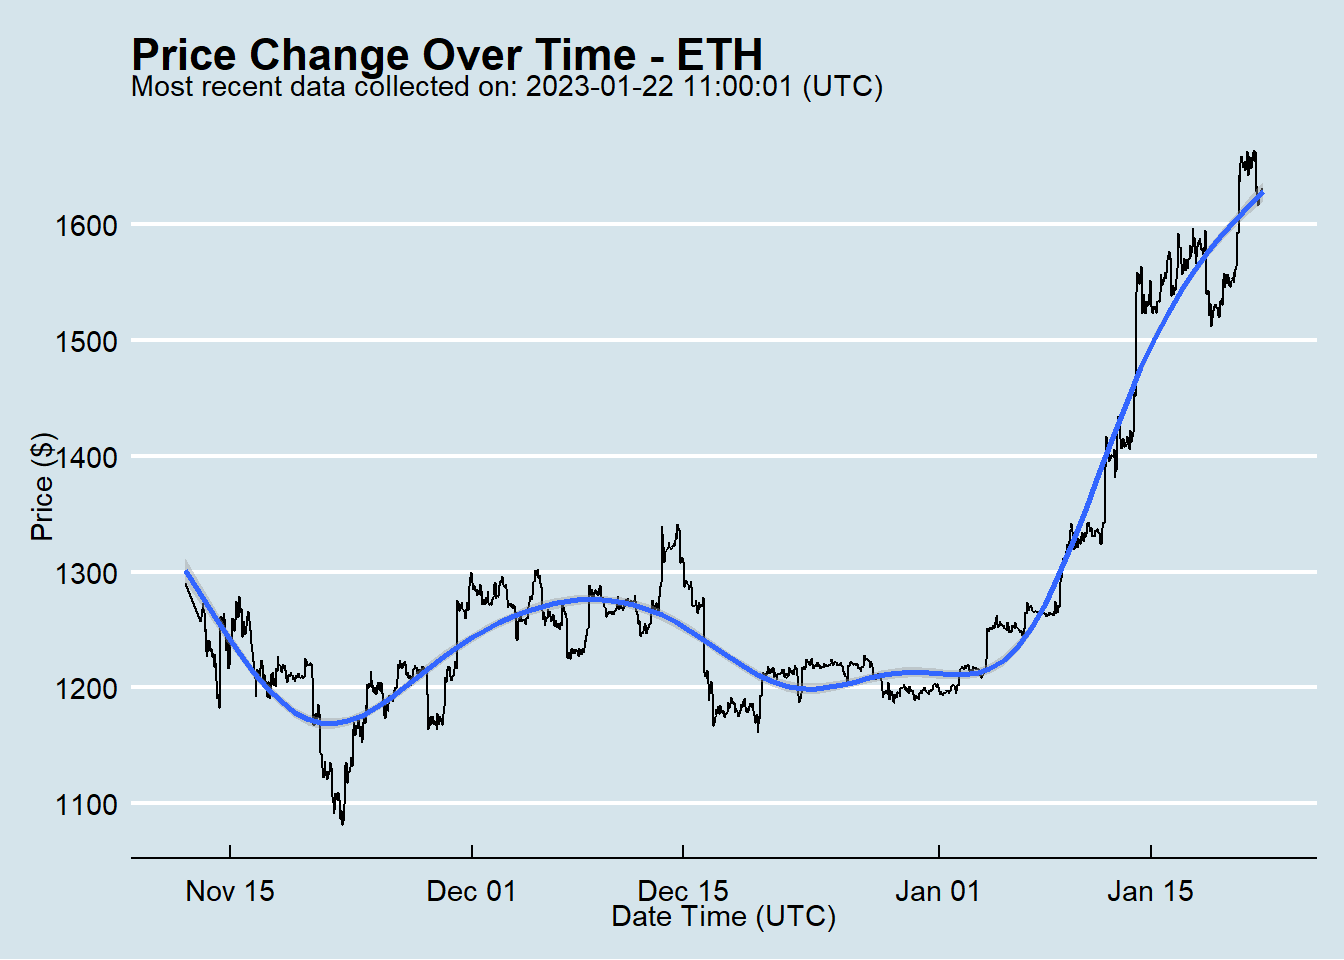 Price Change Over Time - ETH
Most recent data collected on: 2023-01-22 11:00:01 (UTC)
Price ($)
1600
1500
1400
1300
1200
1100
Nov 15 Dec 01 Dec 15 Jan 01 Jan 15
Date Time (UTC)